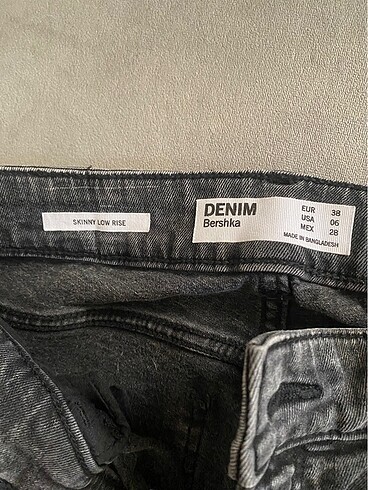 SKINNY LOW RISE
DENIM
Bershka
EUR 38
USA 06
MEX 28
MADE IN BANGLADESH